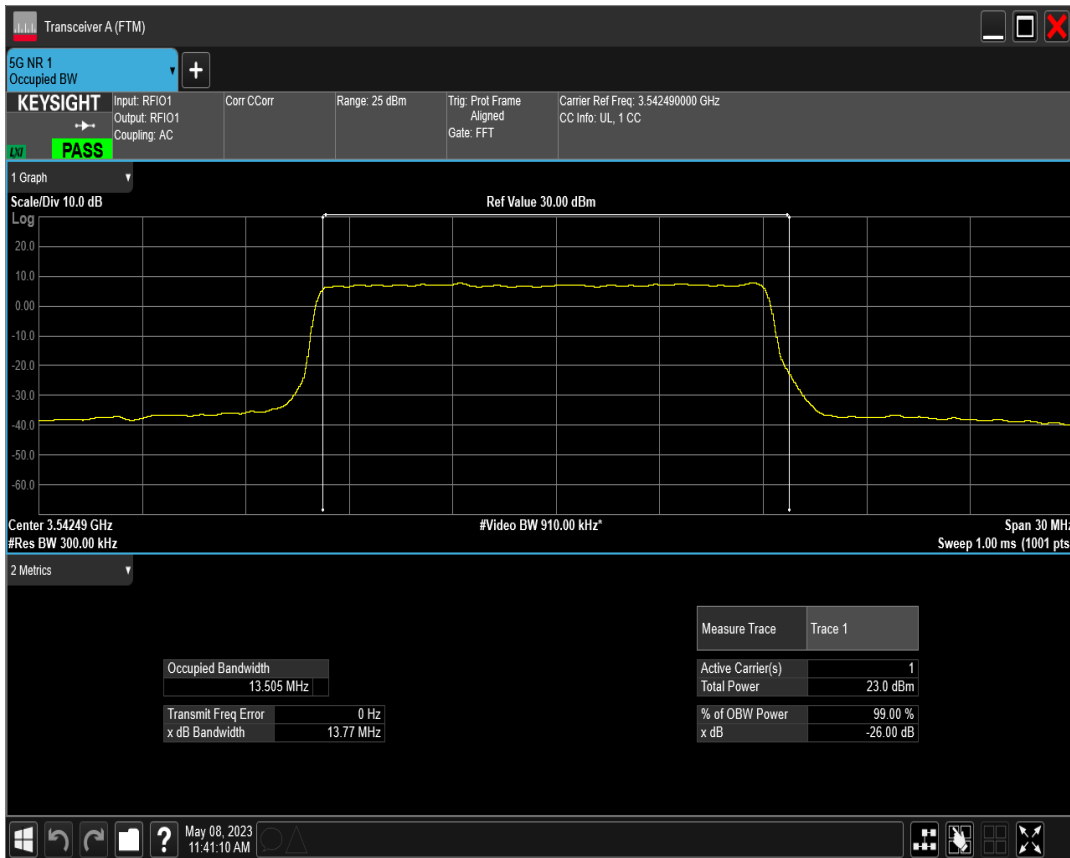 Transceiver A (FTM)
5G NR 1
Occupied BW
+
KEYSIGHT
LXI
PASS
Input: RFIO1
Output: RFIO1
Coupling: AC
Corr CCorr
Range: 25 dBm
Trig: Prot Frame
Aligned
Gate: FFT
Carrier Ref Freq: 3.542490000 GHz
CC Info: UL, 1 CC
1 Graph
Scale/Div 10.0 dB
Ref Value 30.00 dBm
Log
20.0
10.0
0.00
-10.0
-20.0
-30.0
-40.0
-50.0
-60.0
Center 3.54249 GHz
#Video BW 910.00 kHz*
Span 30 MHz
#Res BW 300.00 kHz
Sweep 1.00 ms (1001 pts
2 Metrics
Measure Trace Trace 1
Occupied Bandwidth
13.505 MHz
Active Carrier(s) 1
Total Power 23.0 dBm
Transmit Freq Error 0 Hz
x dB Bandwidth 13.77 MHz
% of OBW Power 99.00 %
x dB -26.00 dB
?
May 08, 2023
11:41:10 AM